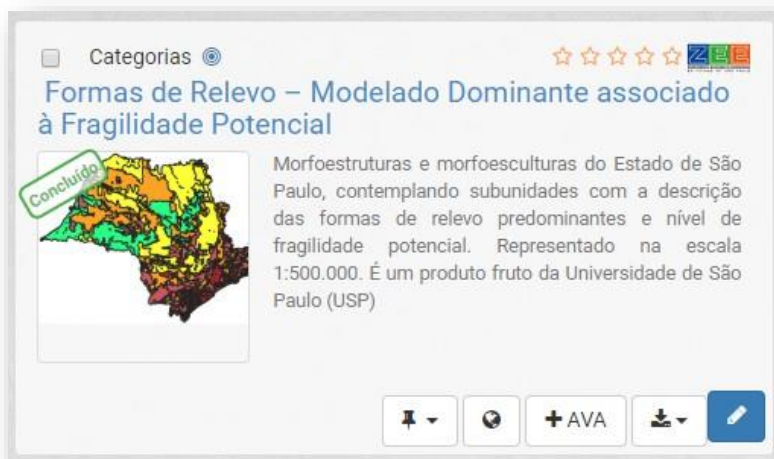 Categorias
ZEE
Formas de Relevo – Modelado Dominante associado
à Fragilidade Potencial
Concluído
Morfoestruturas e morfoesculturas do Estado de São
Paulo, contemplando subunidades com a descrição
das formas de relevo predominantes e nível de
fragilidade potencial. Representado na escala
1:500.000. É um produto fruto da Universidade de São
Paulo (USP)
+ AVA